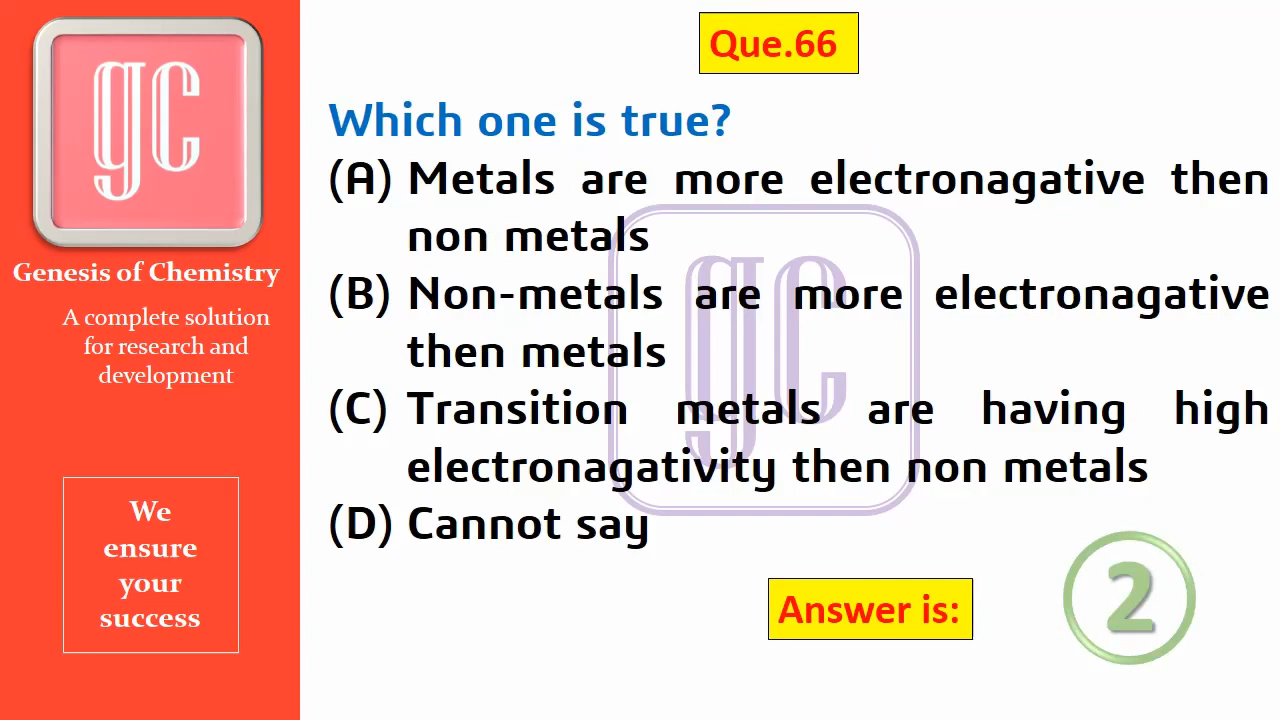 Que.66
gc
Which one is true?
(A) Metals are more electronagative then
non metals
(B) Non-metals are more electronagative
then metals
(C) Transition metals are having high
electronagativity then non metals
(D) Cannot say
gc
Answer is:
2
Genesis of Chemistry
A complete solution
for research and
development
We
ensure
your
success